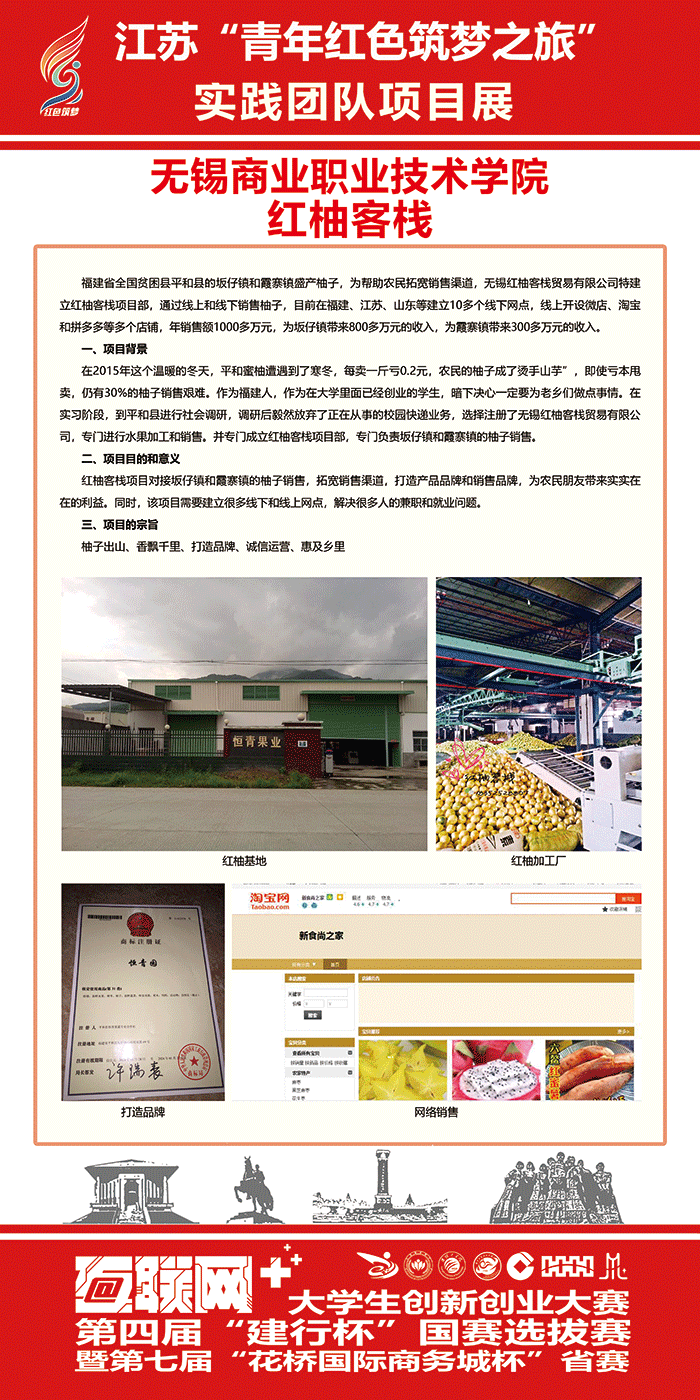 红色筑梦
江苏“青年红色筑梦之旅”
实践团队项目展
无锡商业职业技术学院
红柚客栈
福建省全国贫困县平和县的坂仔镇和霞寨镇盛产柚子，为帮助农民拓宽销售渠道，无锡红柚客栈贸易有限公司特建
立红柚客栈项目部，通过线上和线下销售柚子，目前在福建、江苏、山东等建立10多个线下网点，线上开设微店、淘宝
和拼多多等多个店铺，年销售额1000多万元，为坂仔镇带来800多万元的收入，为霞寨镇带来300多万元的收入。
一、项目背景
在2015年这个温暖的冬天，平和蜜柚遭遇到了寒冬，每卖一斤亏0.2元，农民的柚子成了烫手山芋”，即使亏本甩
卖，仍有30%的柚子销售艰难。作为福建人，作为在大学里面已经创业的学生，暗下决心一定要为老乡们做点事情。在
实习阶段，到平和县进行社会调研，调研后毅然放弃了正在从事的校园快递业务，选择注册了无锡红柚客栈贸易有限公
司，专门进行水果加工和销售。并专门成立红柚客栈项目部，专门负责坂仔镇和霞寨镇的柚子销售。
二、项目目的和意义
红柚客栈项目对接坂仔镇和霞寨镇的柚子销售，拓宽销售渠道，打造产品品牌和销售品牌，为农民朋友带来实实在
在的利益。同时，该项目需要建立很多线下和线上网点，解决很多人的兼职和就业问题。
三、项目的宗旨
柚子出山、香飘千里、打造品牌、诚信运营、惠及乡里
恒青果业
红柚客栈
红柚基地
红柚加工厂
商标注册证
恒青园
淘宝网
Taobao.com
新食尚之家
新食尚之家
关键字
价格
搜索
更多>
打造品牌
网络销售
互联网++
大学生创新创业大赛
第四届“建行杯”国赛选拔赛
暨第七届“花桥国际商务城杯”省赛